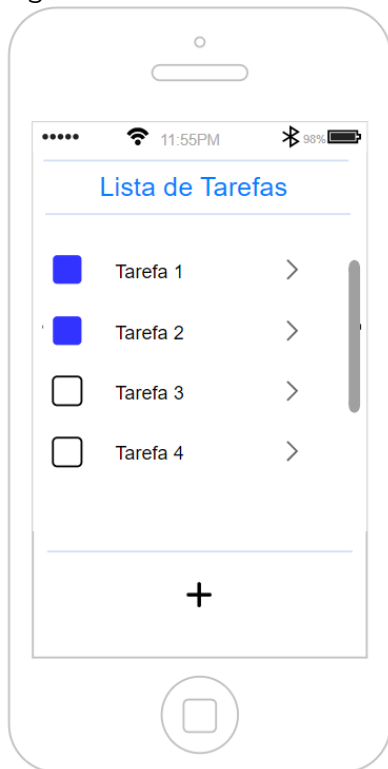 11:55PM 98%
Lista de Tarefas
Tarefa 1
Tarefa 2
Tarefa 3
Tarefa 4
+